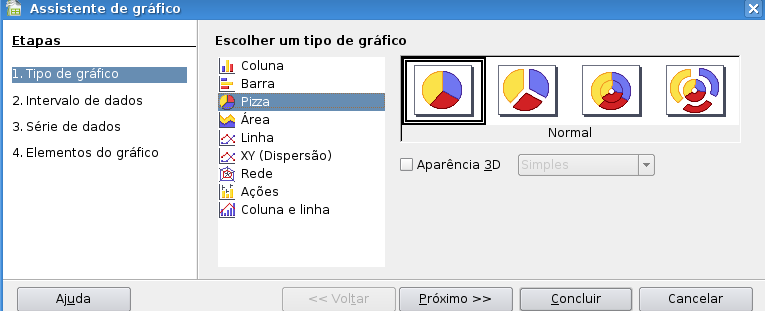 Assistente de gráfico
Etapas
1. Tipo de gráfico
2. Intervalo de dados
3. Série de dados
4. Elementos do gráfico
Escolher um tipo de gráfico
Coluna
Barra
Pizza
Área
Linha
XY (Dispersão)
Rede
Ações
Coluna e linha
Normal
Aparência 3D
Simples
Ajuda
<< Voltar
Próximo >>
Concluir
Cancelar